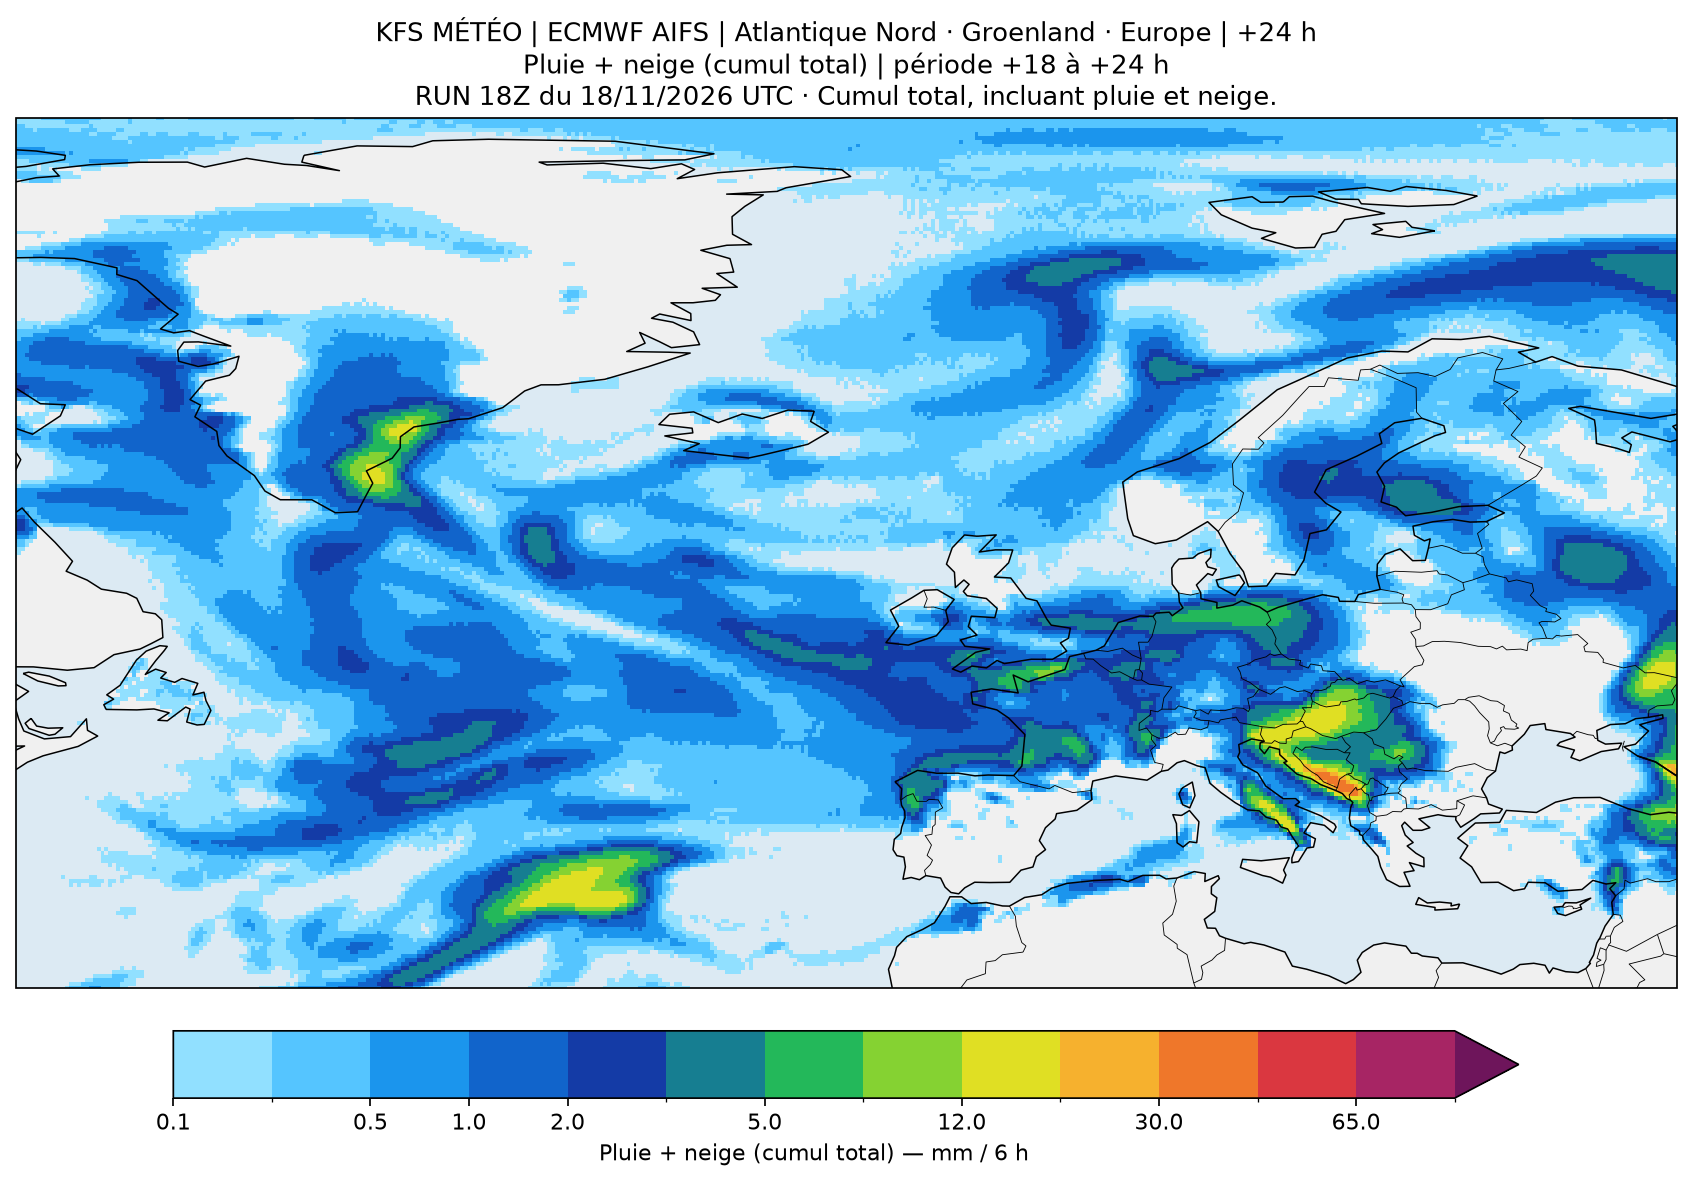 KFS MÉTÉO | ECMWF AIFS | Atlantique Nord · Groenland · Europe | +24 h
Pluie + neige (cumul total) | période +18 à +24 h
RUN 18Z du 18/11/2026 UTC · Cumul total, incluant pluie et neige.
0.1 0.5 1.0 2.0 5.0 12.0 30.0 65.0
Pluie + neige (cumul total) — mm / 6 h